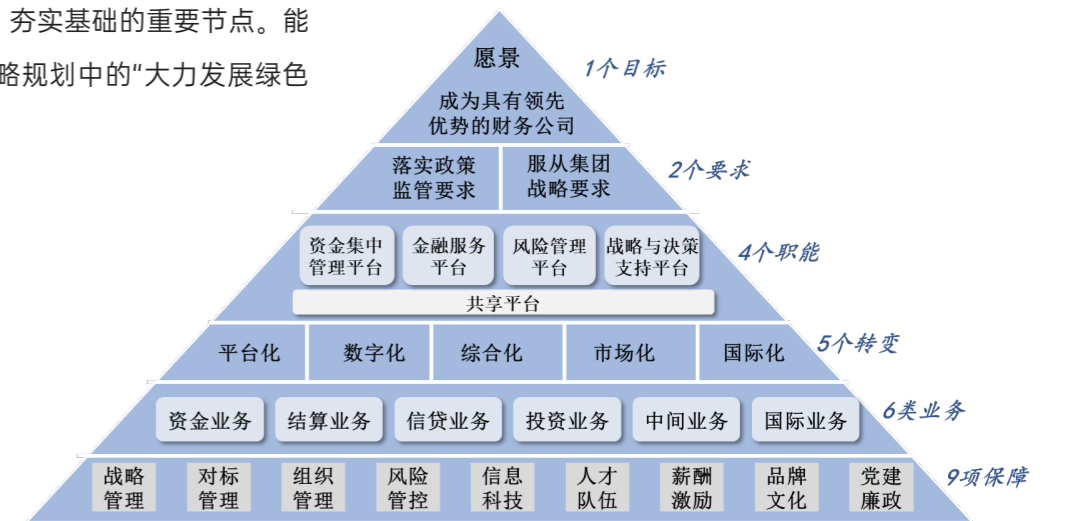 夯实基础的重要节点。能
略规划中的“大力发展绿色
愿景
1个目标
成为具有领先
优势的财务公司
落实政策
监管要求
服从集团
战略要求
2个要求
资金集中
管理平台
金融服务
平台
风险管理
平台
战略与决策
支持平台
4个职能
共享平台
平台化
数字化
综合化
市场化
国际化
5个转变
资金业务
结算业务
信贷业务
投资业务
中间业务
国际业务
6类业务
战略
管理
对标
管理
组织
管理
风险
管控
信息
科技
人才
队伍
薪酬
激励
品牌
文化
党建
廉政
9项保障